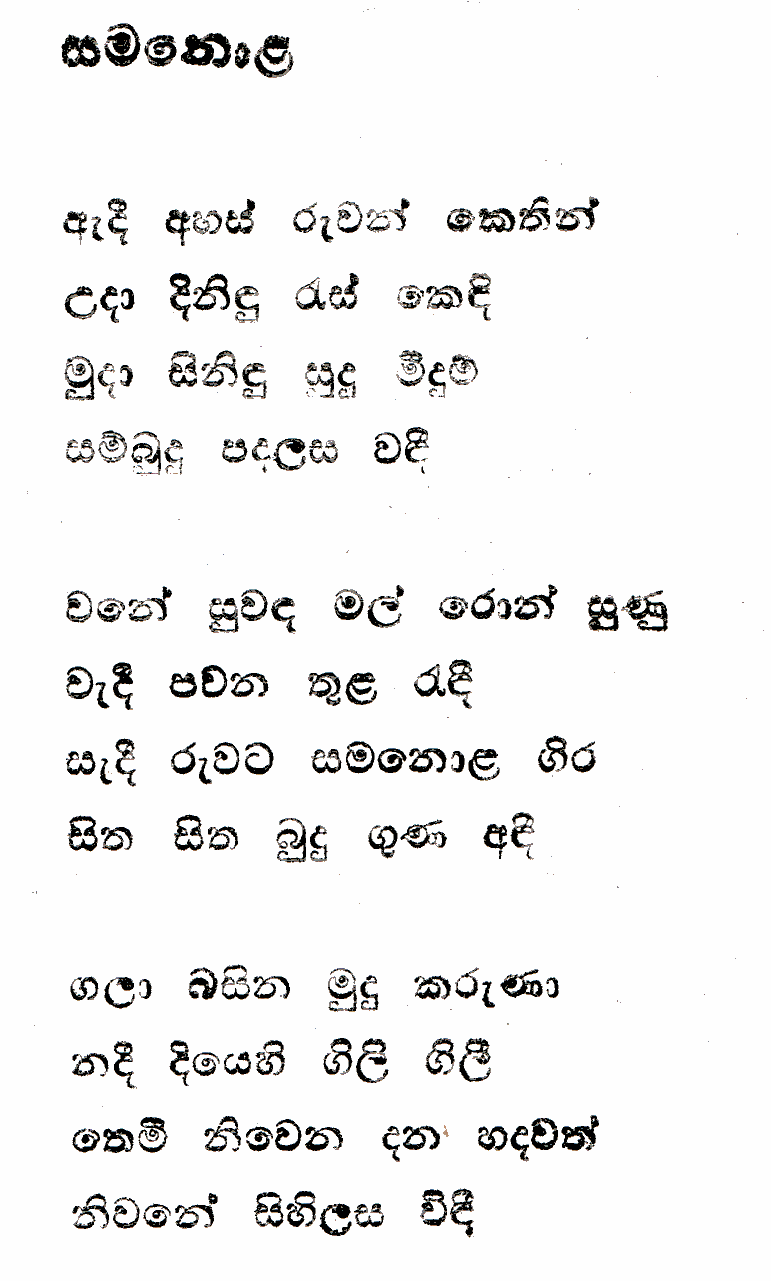 සමනොළ
ඇදී අහස් රුවන් කෙතින්
උදා දිනිඳු රැස් කෙඳි
මුදා සිනිඳු සුදු මීදුම්
සම්බුදු පදලස වඳී
වනේ සුවඳ මල් රොන් සුණු
වැදී පවන තුළ රැඳී
සැදී රුවට සමනොළ ගිර
සිත සිත බුදු ගුණ අඳී
ගලා බසින මුදු කරුණා
නදී දියෙහි ගිලී ගිලී
තෙමී නිවෙන දන හදවත්
නිවනේ සිහිලස විඳී